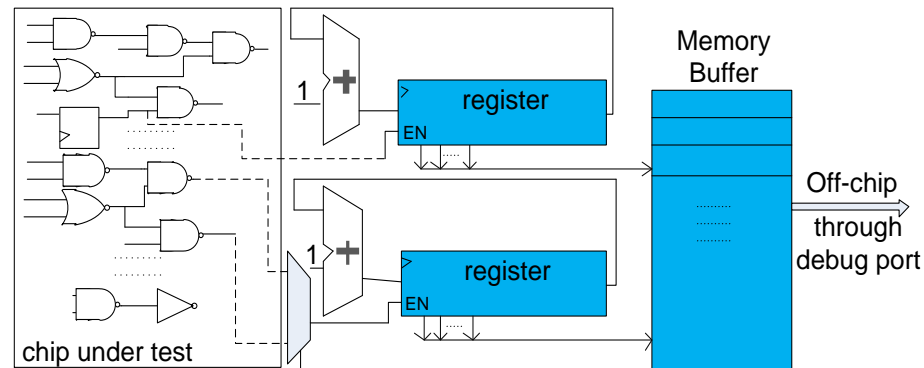 1
+
register
EN
Memory
Buffer
1
+
register
EN
Off-chip
through
debug port
chip under test